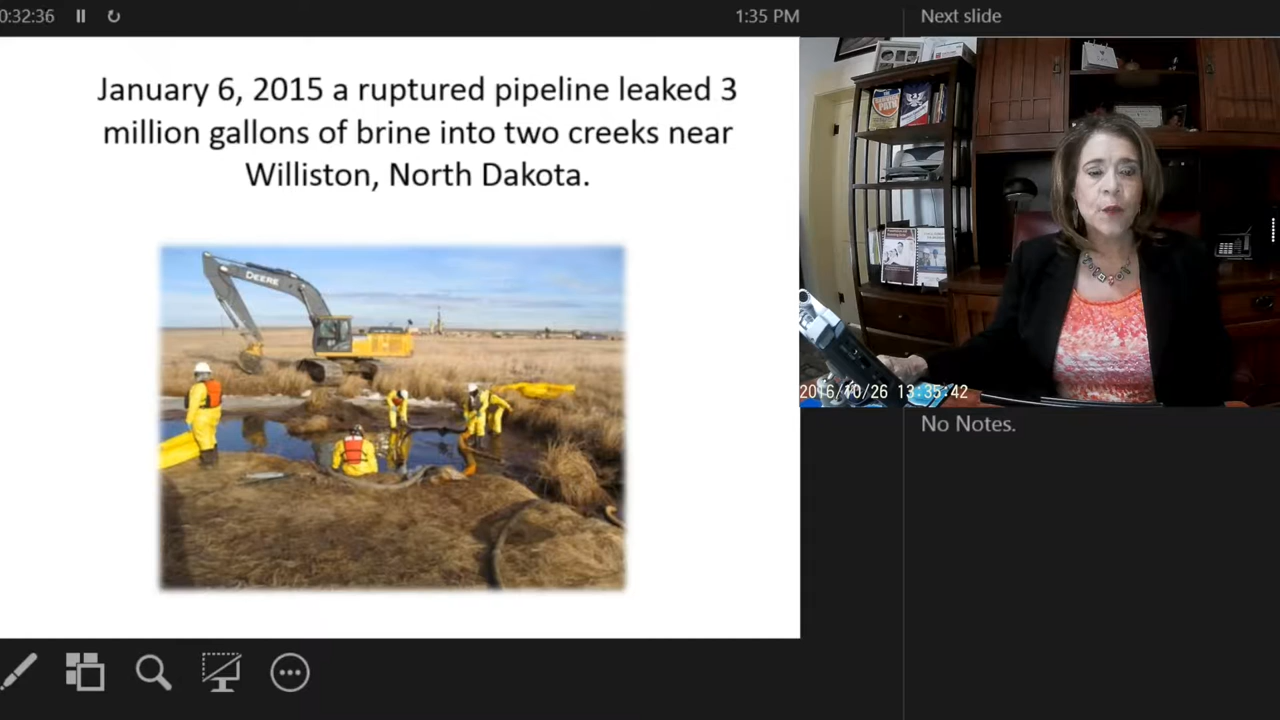 0:32:36
1:35 PM
Next slide
January 6, 2015 a ruptured pipeline leaked 3
million gallons of brine into two creeks near
Williston, North Dakota.
DEERE
PATH
2016/10/26 13:35:42
No Notes.